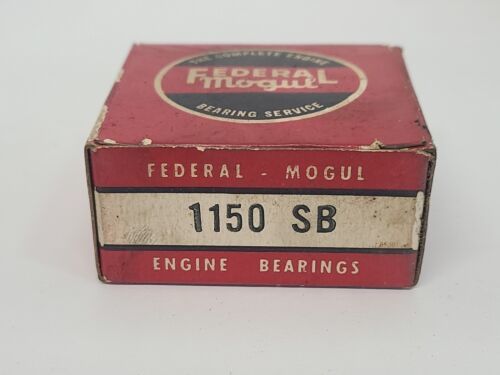 THE COMPLETE ENGINE
FEDERAL
Mogul
BEARING SERVICE
FEDERAL - MOGUL
1150 SB
ENGINE BEARINGS